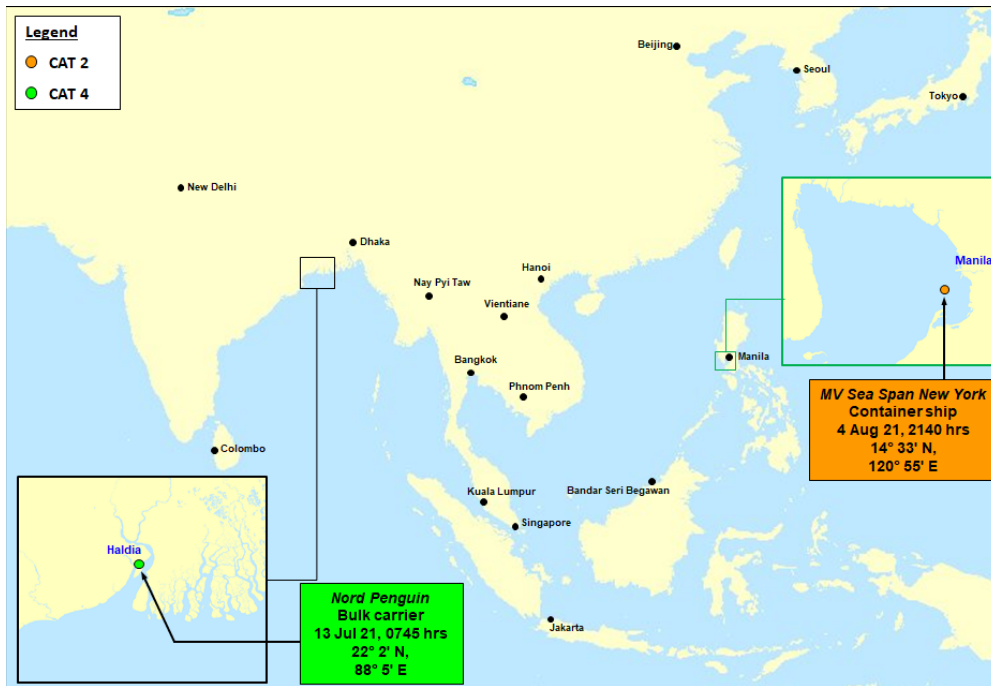 Legend
CAT 2
CAT 4
Beijing
Seoul
Tokyo
New Delhi
Dhaka
Hanoi
Nay Pyi Taw
Vientiane
Manila
Manila
Bangkok
Phnom Penh
MV Sea Span New York
Container ship
4 Aug 21, 2140 hrs
14° 33' N,
120° 55' E
Colombo
Kuala Lumpur
Bandar Seri Begawan
Singapore
Haldia
Nord Penguin
Bulk carrier
13 Jul 21, 0745 hrs
22° 2' N,
88° 5' E
Jakarta